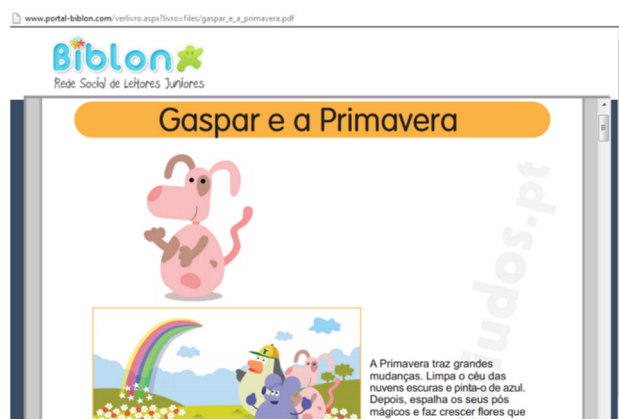 www.portal-biblon.com/verlivro.aspx?livro=files/gaspar_e_a_primavera.pdf
Biblon
Rede Social de Leitores Juniores
Gaspar e a Primavera
iudos.pt
T
A Primavera traz grandes
mudanças. Limpa o céu das
nuvens escuras e pinta-o de azul.
Depois, espalha os seus pós
mágicos e faz crescer flores que